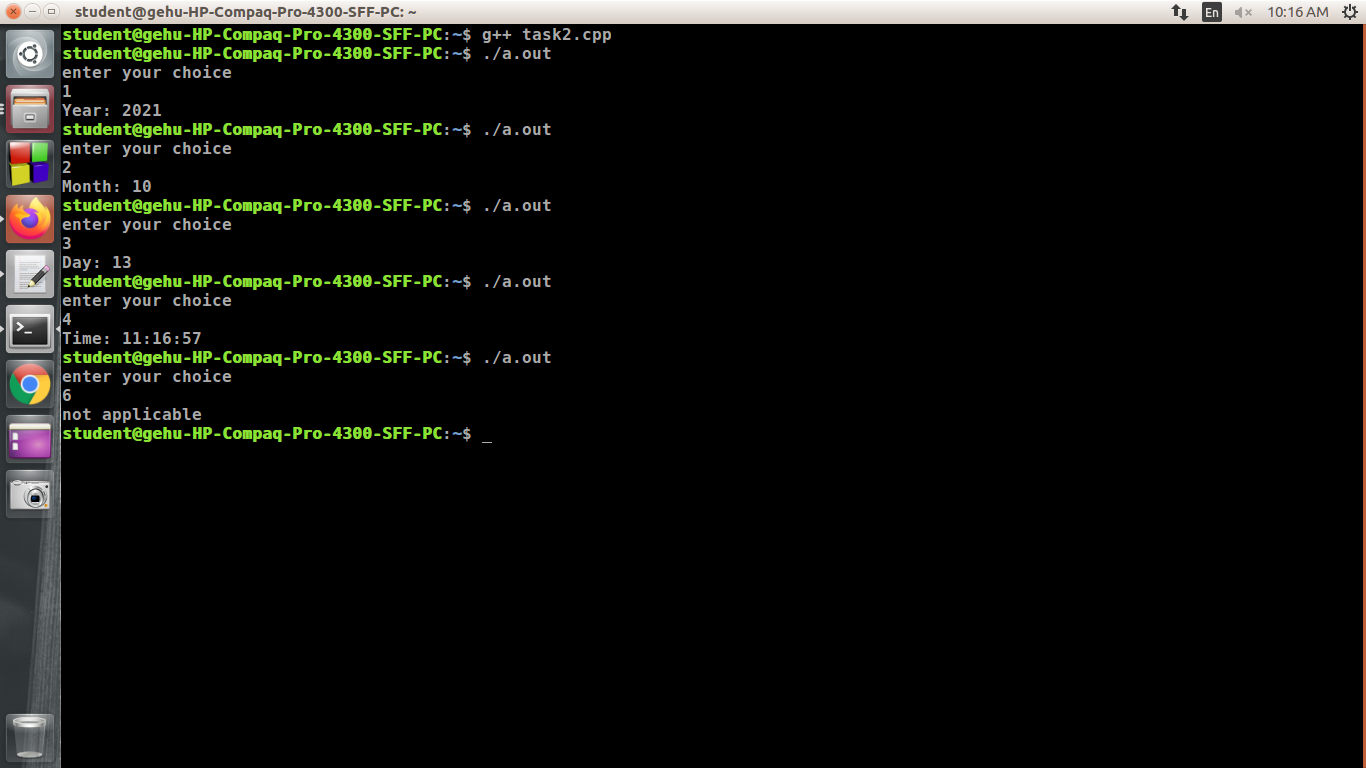 student@gehu-HP-Compaq-Pro-4300-SFF-PC: ~
En
10:16 AM
student@gehu-HP-Compaq-Pro-4300-SFF-PC:~$ g++ task2.cpp
student@gehu-HP-Compaq-Pro-4300-SFF-PC:~$ ./a.out
enter your choice
1
Year: 2021
student@gehu-HP-Compaq-Pro-4300-SFF-PC:~$ ./a.out
enter your choice
2
Month: 10
student@gehu-HP-Compaq-Pro-4300-SFF-PC:~$ ./a.out
enter your choice
3
Day: 13
student@gehu-HP-Compaq-Pro-4300-SFF-PC:~$ ./a.out
enter your choice
4
Time: 11:16:57
student@gehu-HP-Compaq-Pro-4300-SFF-PC:~$ ./a.out
enter your choice
6
not applicable
student@gehu-HP-Compaq-Pro-4300-SFF-PC:~$ _